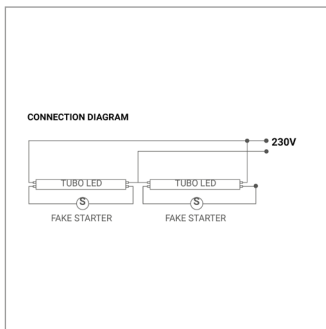 CONNECTION DIAGRAM
230V
TUBO LED TUBO LED
S S
FAKE STARTER FAKE STARTER